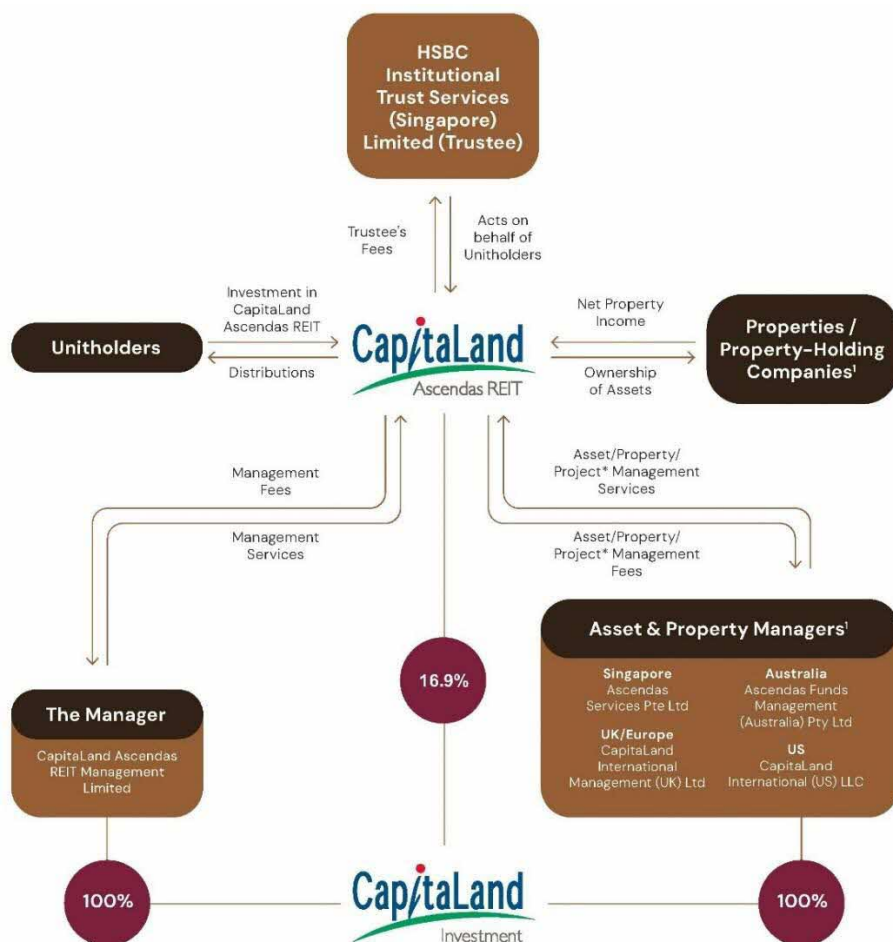 HSBC
Institutional
Trust Services
(Singapore)
Limited (Trustee)
Trustee's
Fees
Acts on
behalf of
Unitholders
Investment in
CapitaLand
Ascendas REIT
Net Property
Income
Unitholders
CapitaLand
Ascendas REIT
Properties /
Property-Holding
Companies¹
Distributions
Ownership
of Assets
Management
Fees
Management
Services
Asset/Property/
Project* Management
Services
Asset/Property/
Project* Management
Fees
16.9%
The Manager
CapitaLand Ascendas
REIT Management
Limited
Asset & Property Managers¹
Singapore
Ascendas
Services Pte Ltd
Australia
Ascendas Funds
Management
(Australia) Pty Ltd
UK/Europe
CapitaLand
International
Management (UK) Ltd
US
CapitaLand
International (US) LLC
100%
CapitaLand
Investment
100%